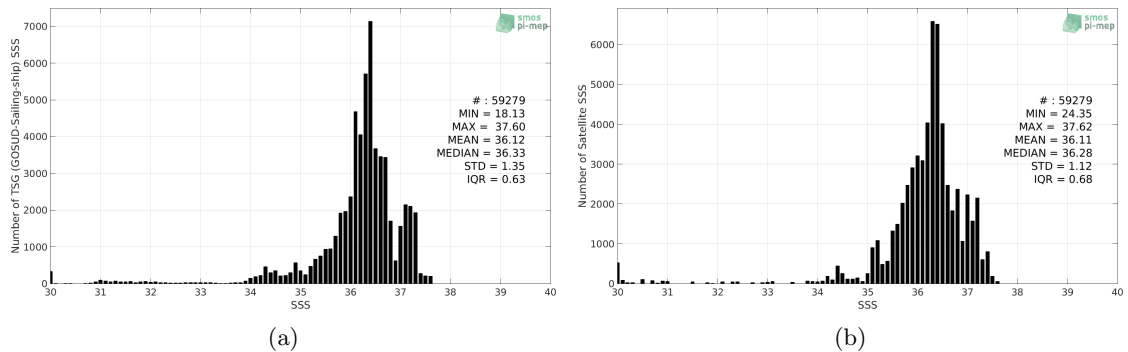 7000
6000
5000
4000
3000
2000
1000
0
Number of TSG (GOSUD-Sailing-ship) SSS
smos
pi-mep
# : 59279
MIN = 18.13
MAX = 37.60
MEAN = 36.12
MEDIAN = 36.33
STD = 1.35
IQR = 0.63
30 31 32 33 34 35 36 37 38 39 40
SSS
(a)
6000
5000
4000
3000
2000
1000
0
Number of Satellite SSS
smos
pi-mep
# : 59279
MIN = 24.35
MAX = 37.62
MEAN = 36.11
MEDIAN = 36.28
STD = 1.12
IQR = 0.68
30 31 32 33 34 35 36 37 38 39 40
SSS
(b)